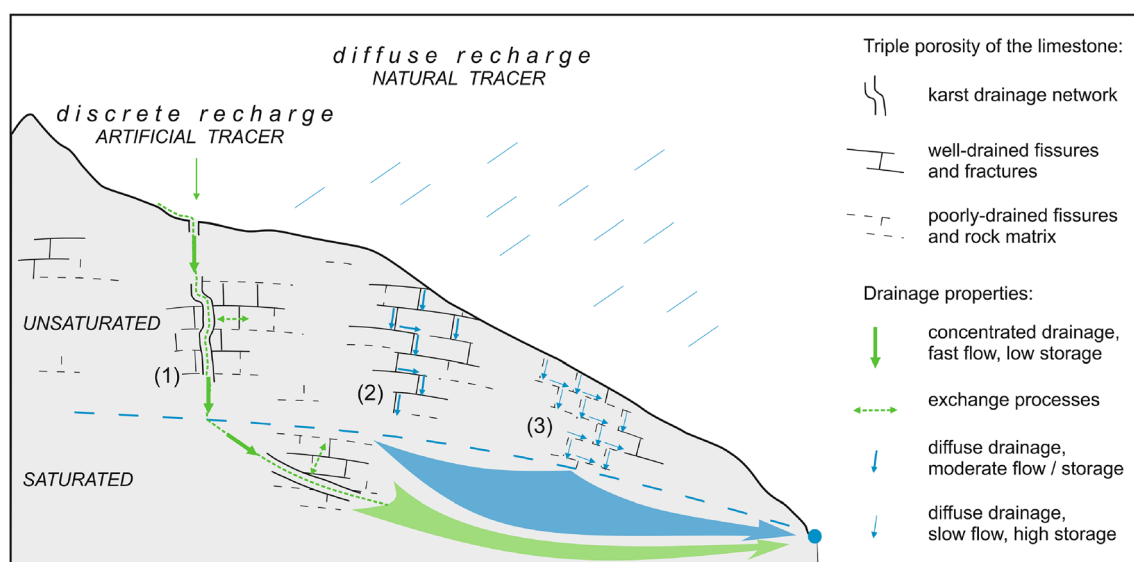 diffuse recharge
NATURAL TRACER
discrete recharge
ARTIFICIAL TRACER
UNSATURATED
(1)
(2)
(3)
SATURATED
Triple porosity of the limestone:
karst drainage network
well-drained fissures
and fractures
poorly-drained fissures
and rock matrix
Drainage properties:
concentrated drainage,
fast flow, low storage
exchange processes
diffuse drainage,
moderate flow / storage
diffuse drainage,
slow flow, high storage